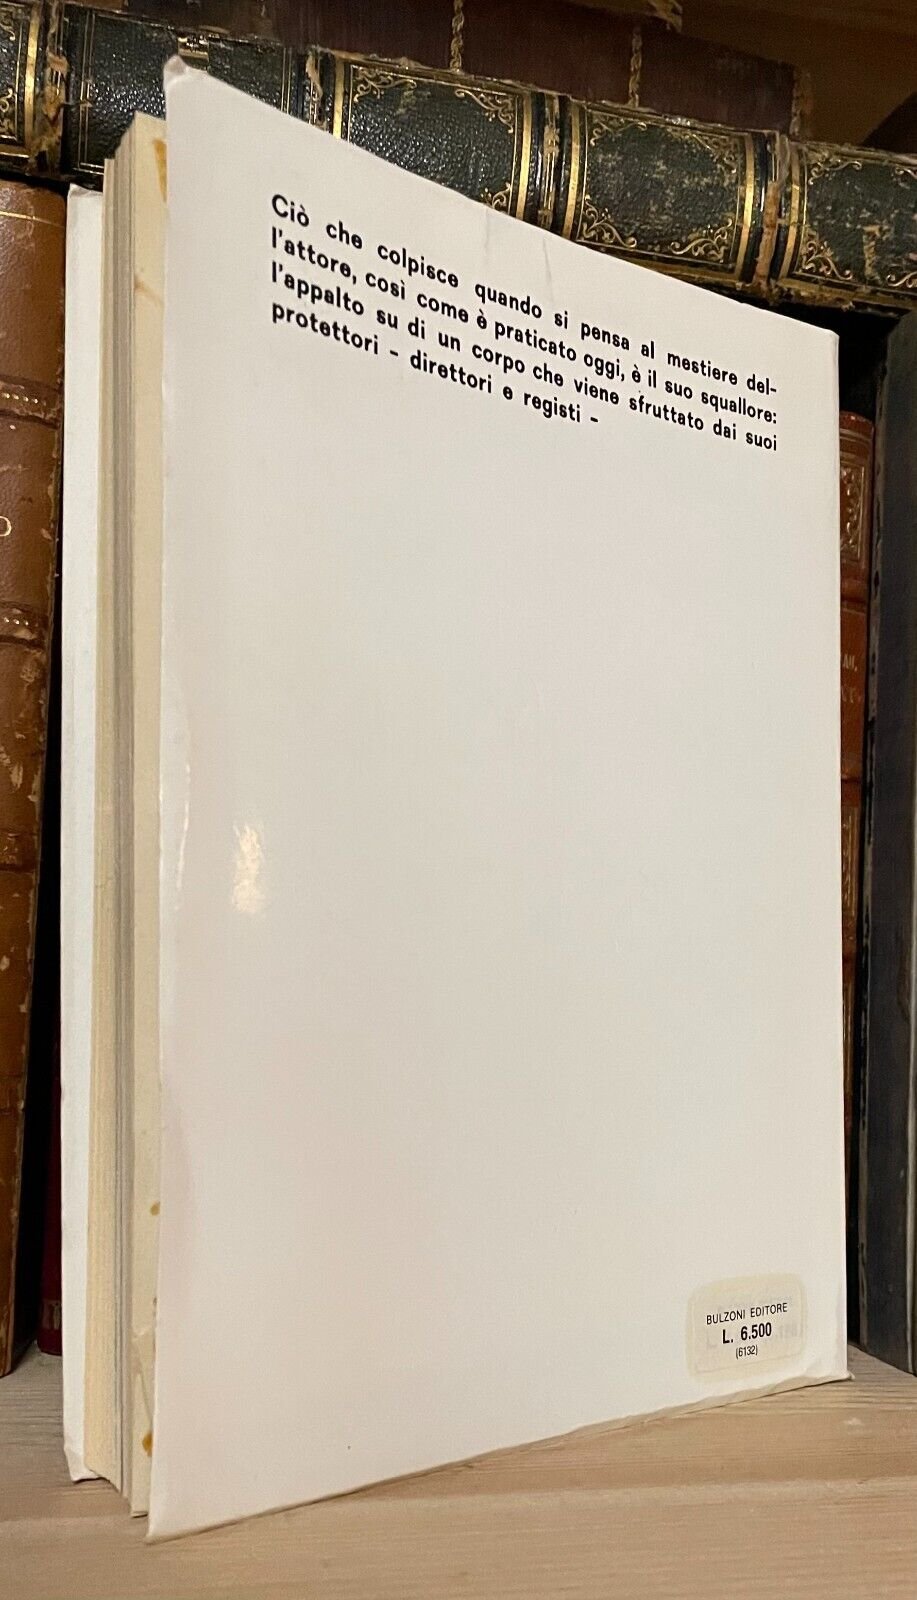 Ciò che colpisce quando si pensa al mestiere del-
l'attore, così come è praticato oggi, è il suo squallore:
l'appalto su di un corpo che viene sfruttato dai suoi
protettori - direttori e registi -
BULZONI EDITORE
L. 6.500
(6132)